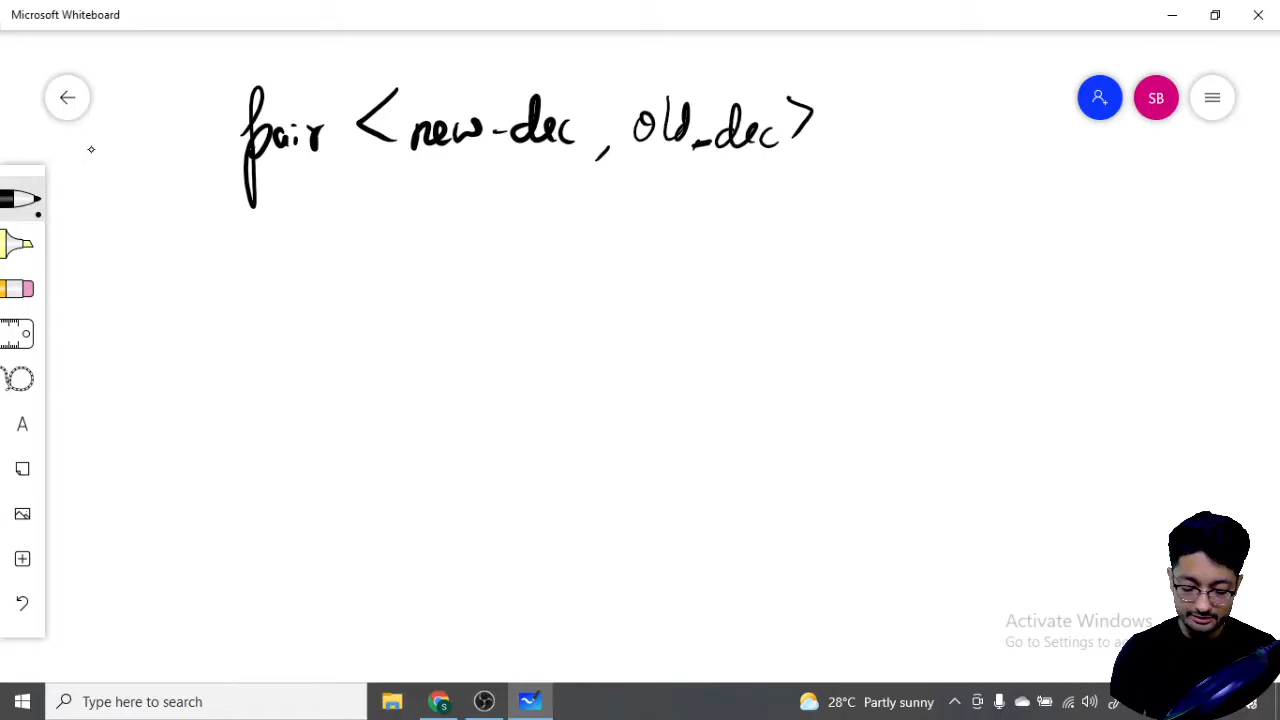 Microsoft Whiteboard
pair <new-dec, old_dec>
SB
A
Activate Windows
Go to Settings to a
Type here to search
28°C Partly sunny